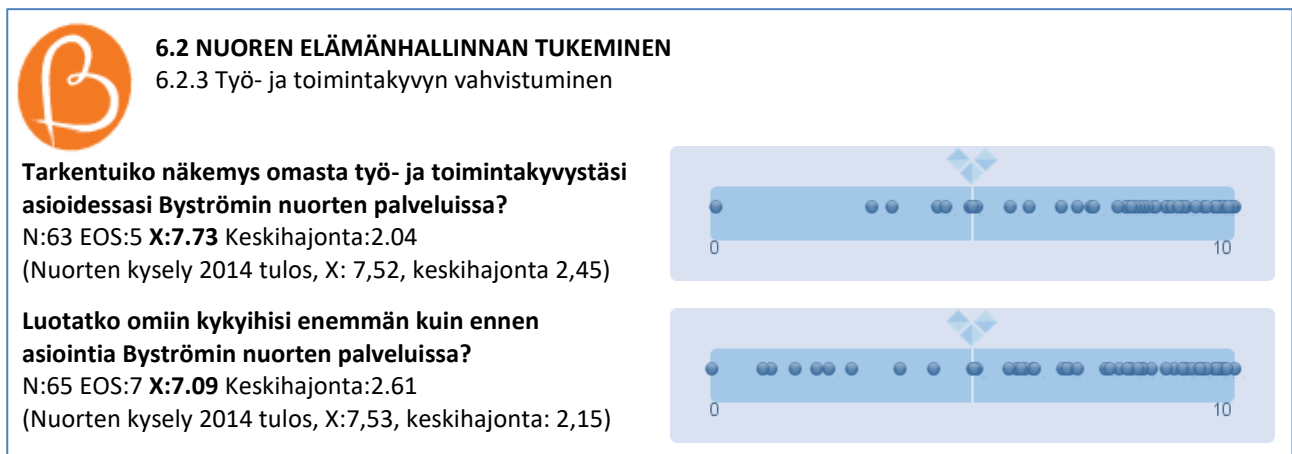 6.2 NUOREN ELÄMÄNHALLINNAN TUKEMINEN
6.2.3 Työ- ja toimintakyvyn vahvistuminen
Tarkentuiko näkemys omasta työ- ja toimintakyvystäsi
asioidessasi Byströmin nuorten palveluissa?
N:63 EOS:5 X:7.73 Keskihajonta:2.04
(Nuorten kysely 2014 tulos, X: 7,52, keskihajonta 2,45)
0 10
Luotatko omiin kykyihisi enemmän kuin ennen
asiointia Byströmin nuorten palveluissa?
N:65 EOS:7 X:7.09 Keskihajonta:2.61
(Nuorten kysely 2014 tulos, X:7,53, keskihajonta: 2,15)
0 10